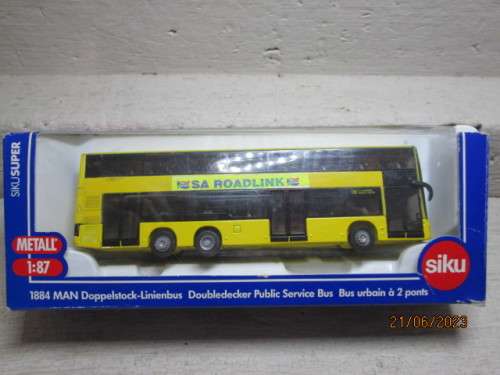 SIKU SUPER
SA ROADLINK
METALL
1:87
siku
1884 MAN Doppelstock-Linienbus Doubledecker Public Service Bus Bus urbain à 2 ponts
21/06/2023